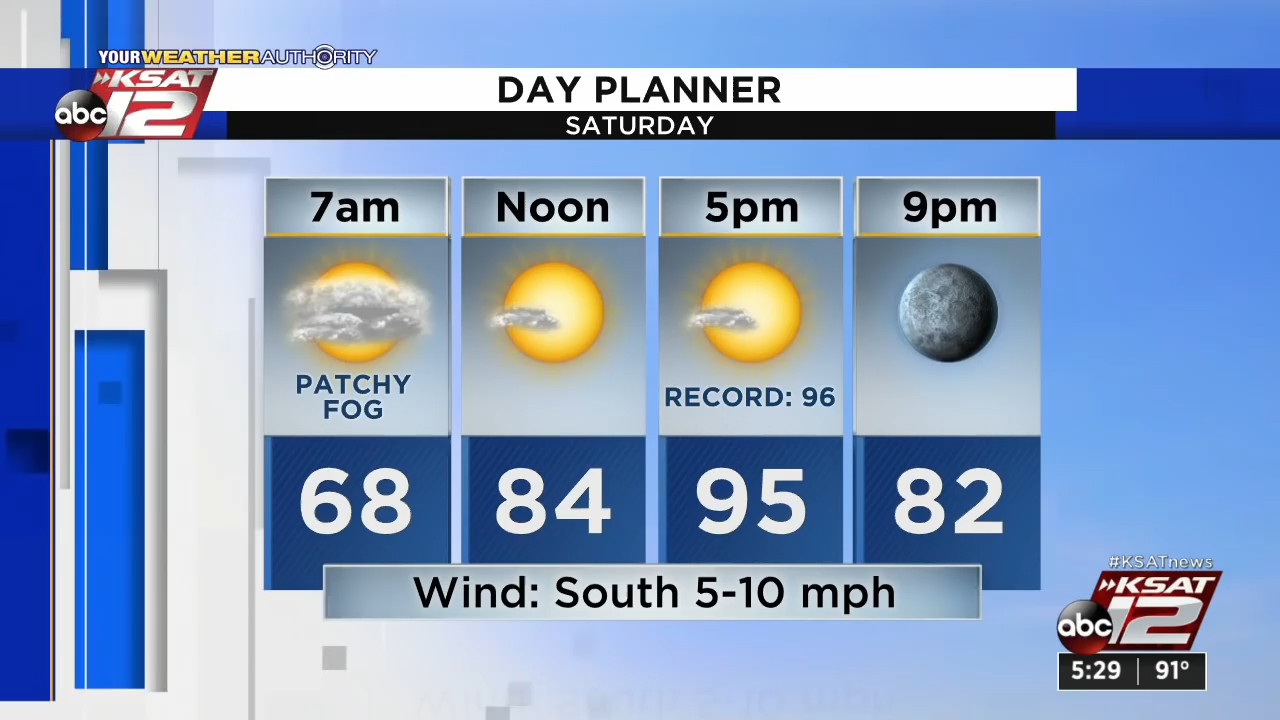 YOURWEATHERAUTHORITY
KSAT
abc 12
DAY PLANNER
SATURDAY
7am
Noon
5pm
9pm
PATCHY
FOG
RECORD: 96
68
84
95
82
Wind: South 5-10 mph
#KSATnews
KSAT
abc 12
5:29 | 91°